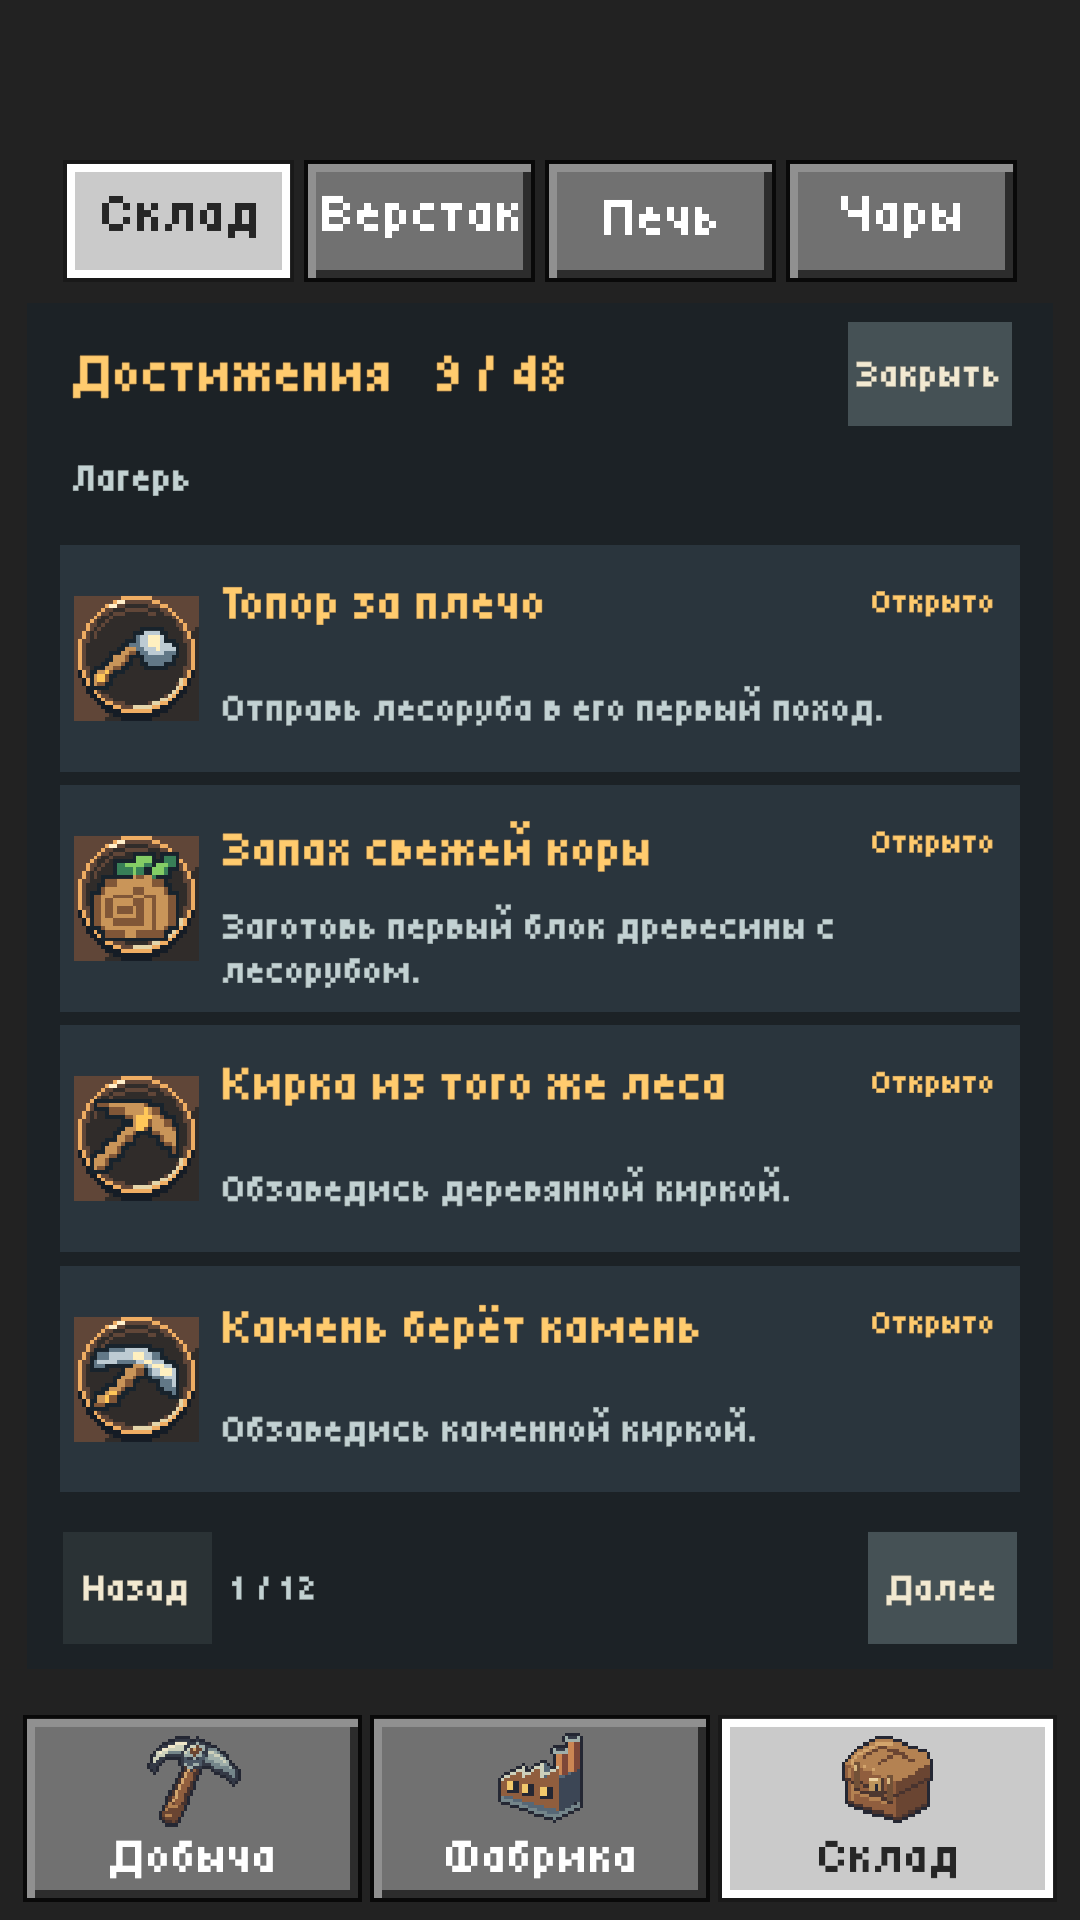 Склад
Верстак
Печь
Чары
Достижения 9 / 48
Закрыть
Лагерь
Топор за плечо
Открыто
Отправь лесоруба в его первый поход.
Запах свежей коры
Открыто
Заготовь первый блок древесины с
лесорубом.
Кирка из того же леса
Открыто
Обзаведись деревянной киркой.
Камень берёт камень
Открыто
Обзаведись каменной киркой.
Назад
1 / 12
Далее
Добыча
Фабрика
Склад